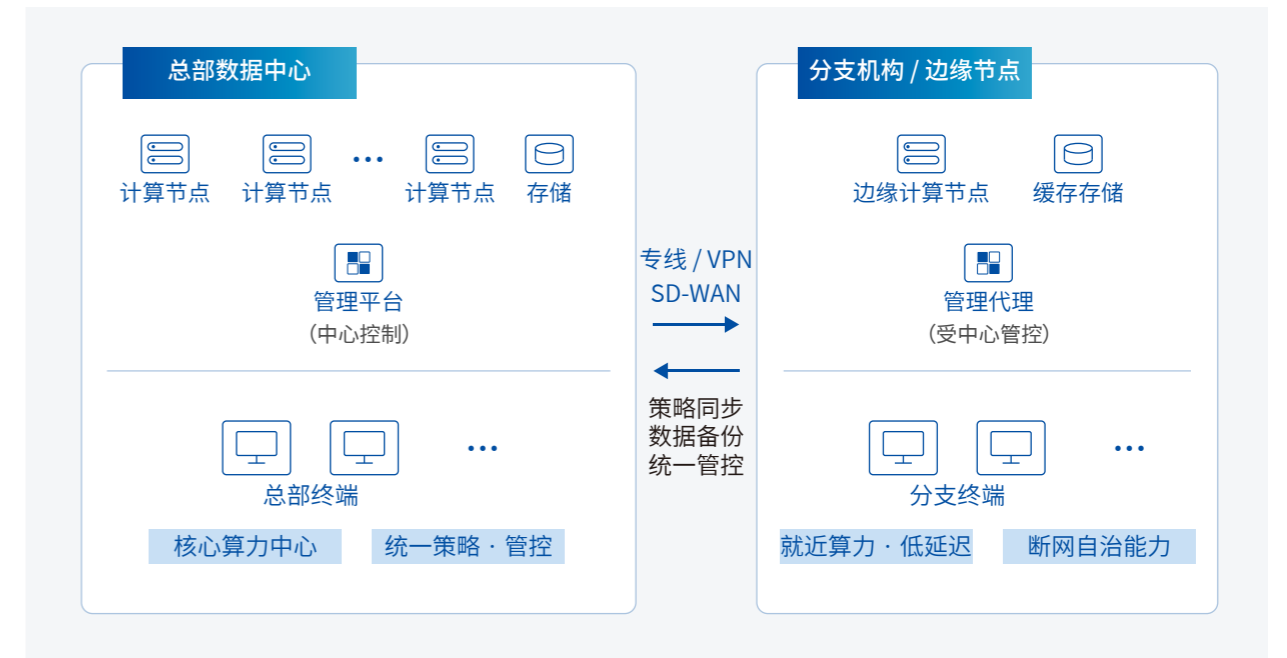 总部数据中心
计算节点
计算节点
...
计算节点
存储
管理平台
(中心控制)
...
总部终端
核心算力中心
统一策略 · 管控
专线 / VPN
SD-WAN
策略同步
数据备份
统一管控
分支机构 / 边缘节点
边缘计算节点
缓存存储
管理代理
(受中心管控)
...
分支终端
就近算力 · 低延迟
断网自治能力